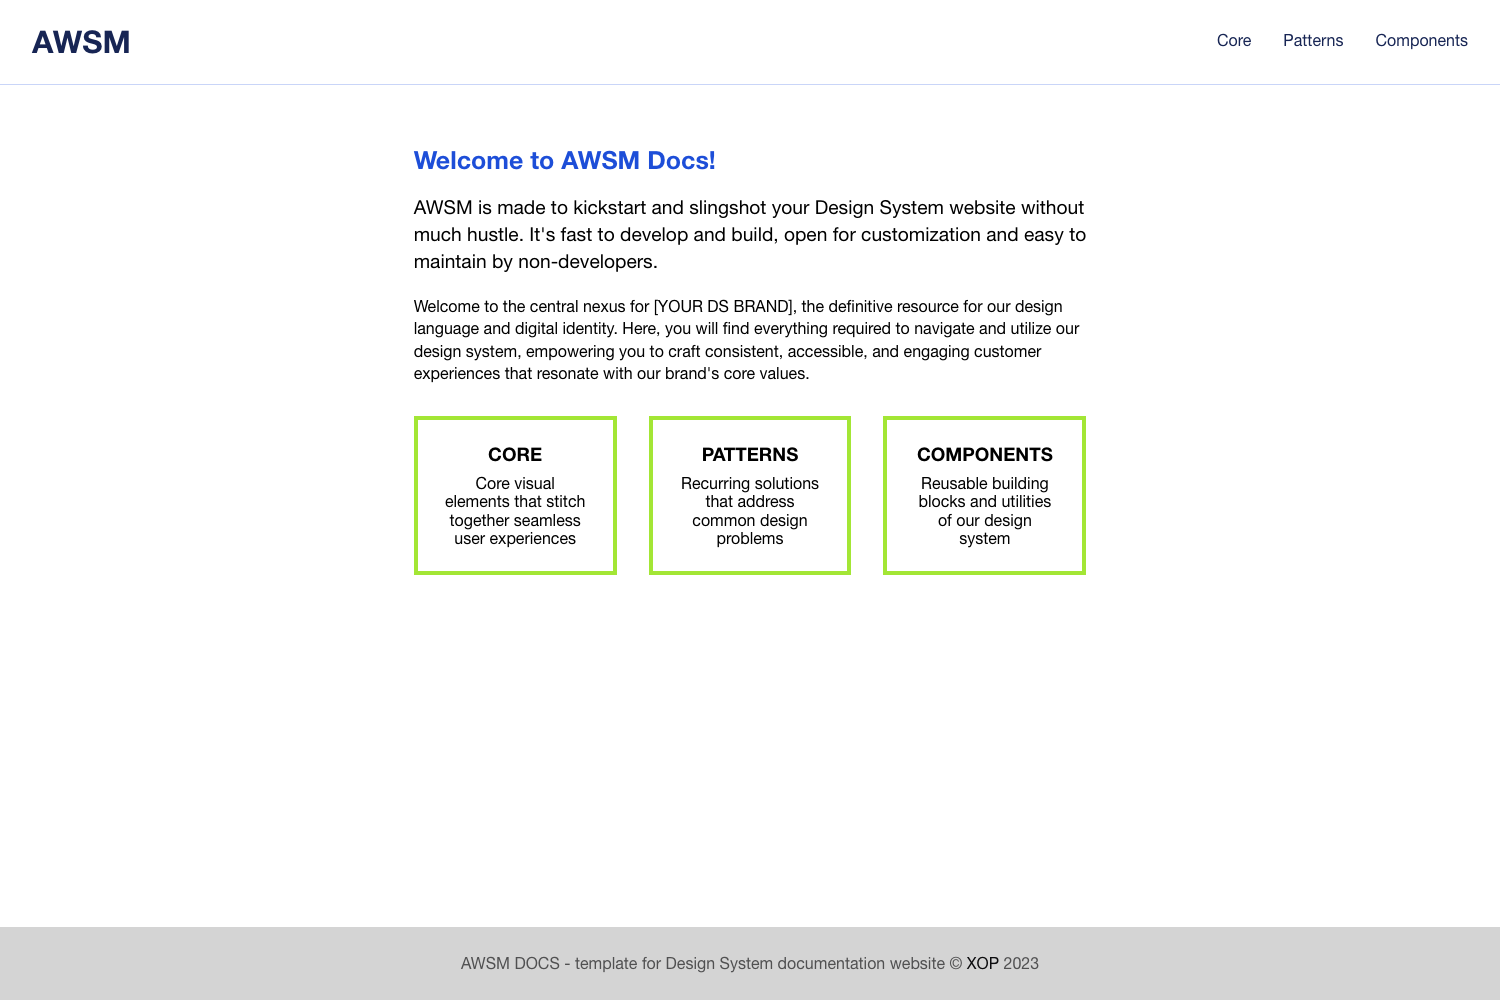 AWSM
Core Patterns Components
Welcome to AWSM Docs!
AWSM is made to kickstart and slingshot your Design System website without
much hustle. It's fast to develop and build, open for customization and easy to
maintain by non-developers.
Welcome to the central nexus for [YOUR DS BRAND], the definitive resource for our design
language and digital identity. Here, you will find everything required to navigate and utilize our
design system, empowering you to craft consistent, accessible, and engaging customer
experiences that resonate with our brand's core values.
CORE
Core visual
elements that stitch
together seamless
user experiences
PATTERNS
Recurring solutions
that address
common design
problems
COMPONENTS
Reusable building
blocks and utilities
of our design
system
AWSM DOCS - template for Design System documentation website © XOP 2023